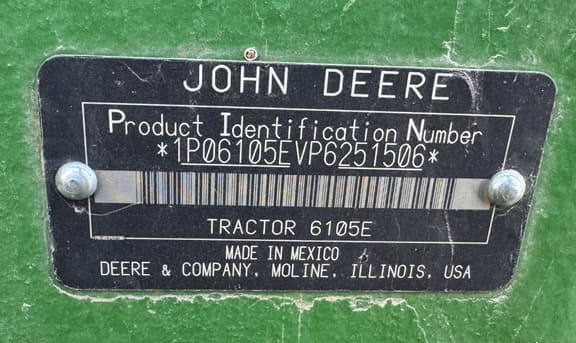 JOHN DEERE
Product Identification Number
*1P06105EVP6251506*
TRACTOR 6105E
MADE IN MEXICO
DEERE & COMPANY, MOLINE, ILLINOIS, USA